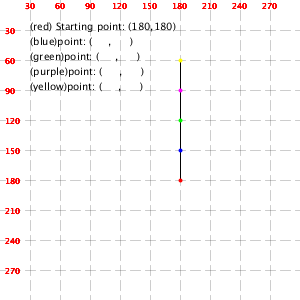 30 60 90 120 150 180 210 240 270
30
(red) Starting point: (180,180)
(blue)point: (    ,    )
(green)point: (    ,    )
60
(purple)point: (    ,    )
(yellow)point: (    ,    )
90
120
150
180
210
240
270